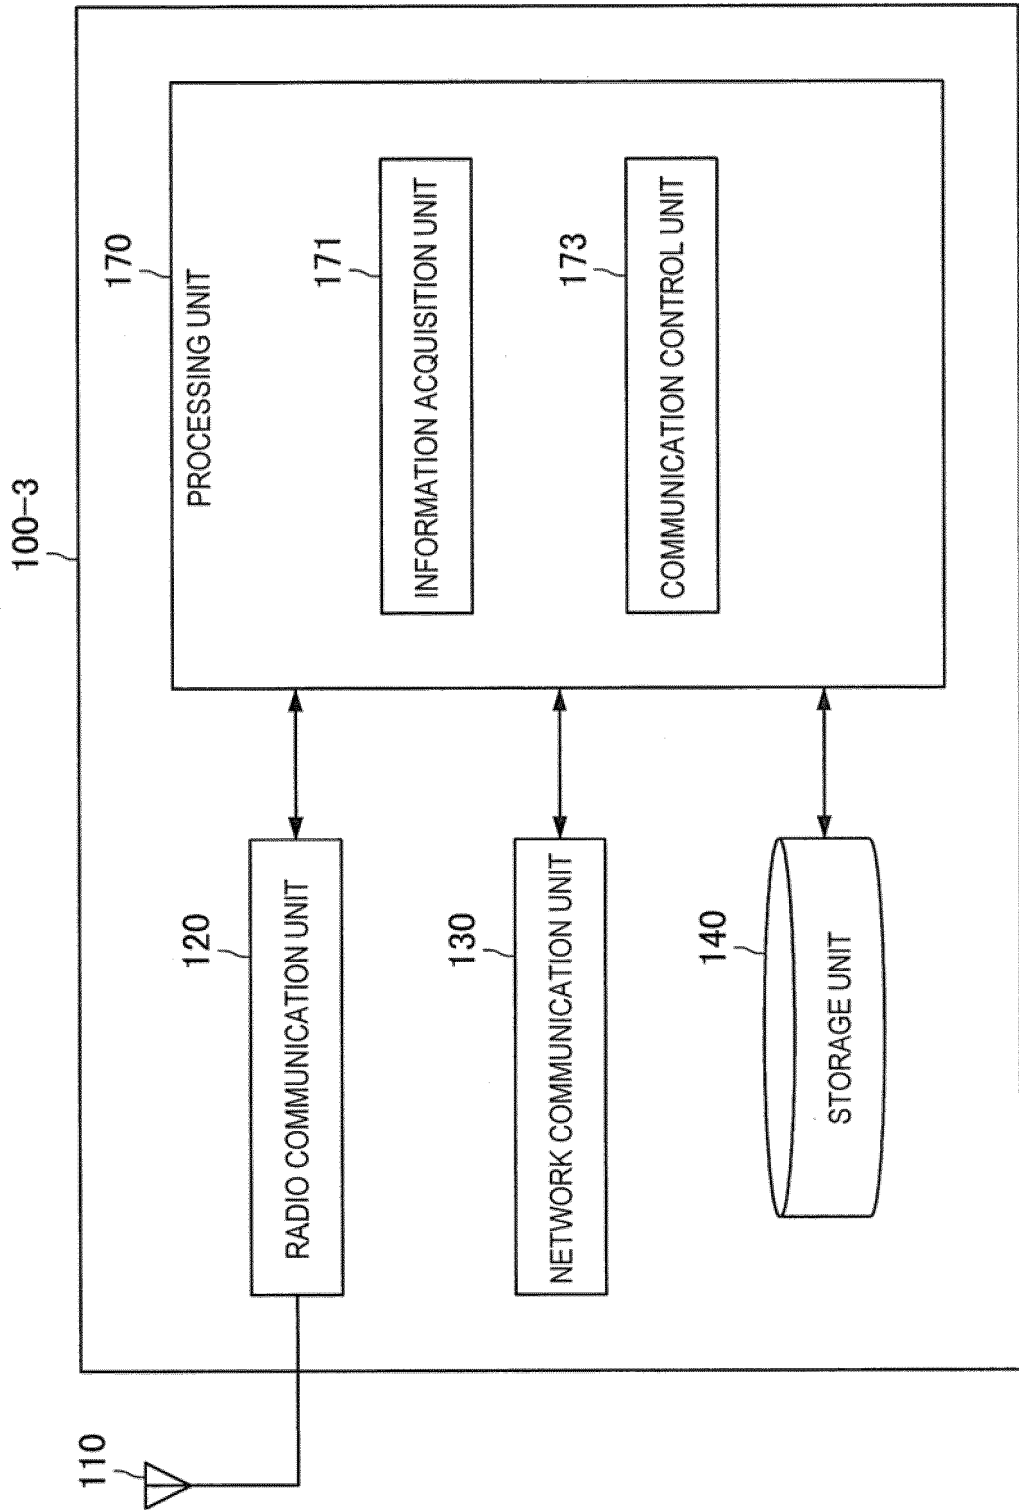 100-3
110
120
RADIO COMMUNICATION UNIT
130
NETWORK COMMUNICATION UNIT
140
STORAGE UNIT
170
PROCESSING UNIT
171
INFORMATION ACQUISITION UNIT
173
COMMUNICATION CONTROL UNIT